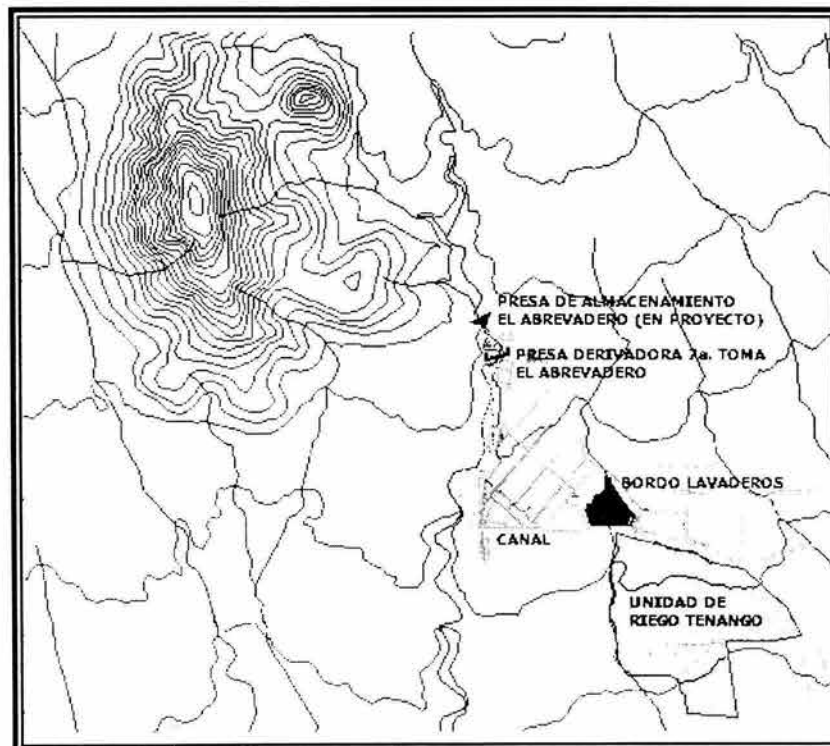 PRESA DE ALMACENAMIENTO
EL ABREVADERO (EN PROYECTO)
PRESA DERIVADORA 7a. TOMA
EL ABREVADERO
BORDO LAVADEROS
CANAL
UNIDAD DE
RIEGO TENANGO